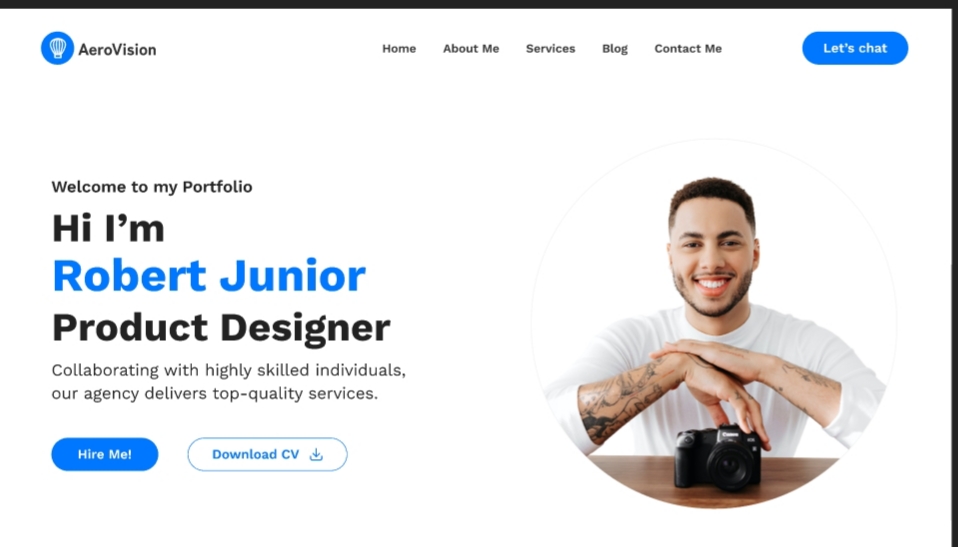 AeroVision
Home About Me Services Blog Contact Me
Let's chat
Welcome to my Portfolio
Hi I'm
Robert Junior
Product Designer
Collaborating with highly skilled individuals,
our agency delivers top-quality services.
Hire Me!
Download CV
Canon